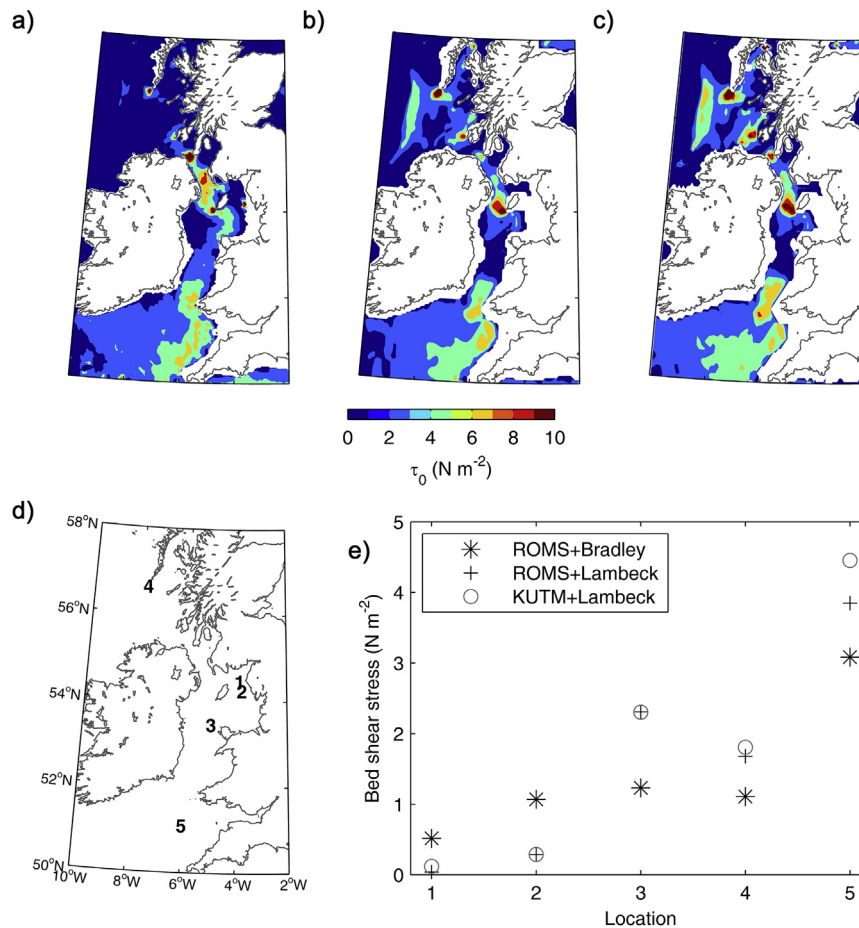 a)
b)
c)
0 2 4 6 8 10
τ0 (N m-2)
d)
58°N
56°N
54°N
52°N
50°N
10°W 8°W 6°W 4°W 2°W
4
1
2
3
5
e)
ROMS+Bradley
ROMS+Lambeck
KUTM+Lambeck
Bed shear stress (N m-2)
5
4
3
2
1
0
1 2 3 4 5
Location